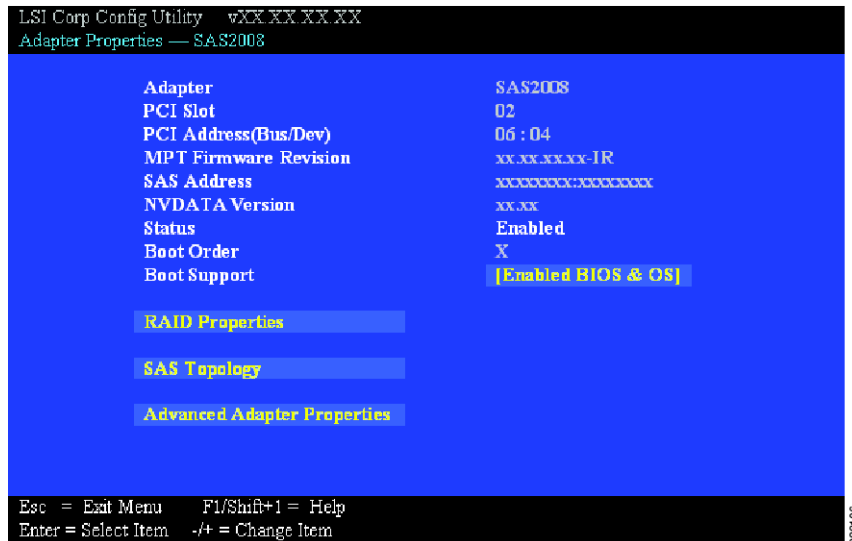 LSI Corp Config Utility vXX.XX.XX.XX
Adapter Properties — SAS2008
Adapter SAS2008
PCI Slot 02
PCI Address(Bus/Dev) 06 : 04
MPT Firmware Revision xx.xx.xx.xx-IR
SAS Address xxxxxxxx:xxxxxxxx
NVDATA Version xx.xx
Status Enabled
Boot Order X
Boot Support [Enabled BIOS & OS]
RAID Properties
SAS Topology
Advanced Adapter Properties
Esc = Exit Menu F1/Shift+1 = Help
Enter = Select Item -/+ = Change Item